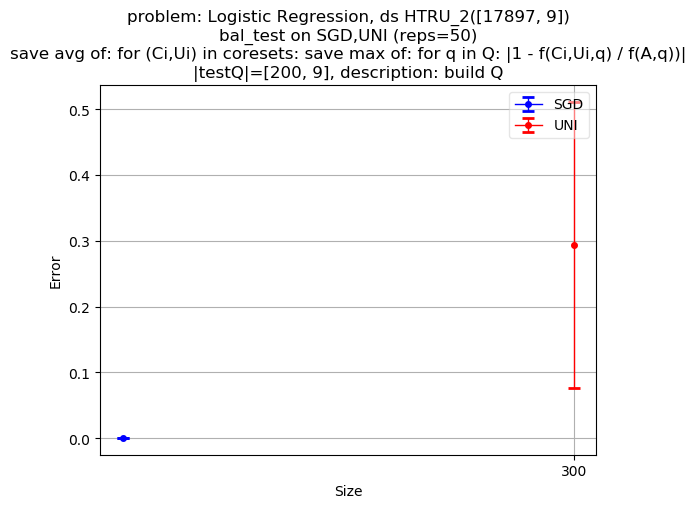 problem: Logistic Regression, ds HTRU_2([17897, 9])
bal_test on SGD,UNI (reps=50)
save avg of: for (Ci,Ui) in coresets: save max of: for q in Q: |1 - f(Ci,Ui,q) / f(A,q))|
|testQ|=[200, 9], description: build Q
SGD
UNI
0.5
0.4
0.3
0.2
0.1
0.0
Error
300
Size